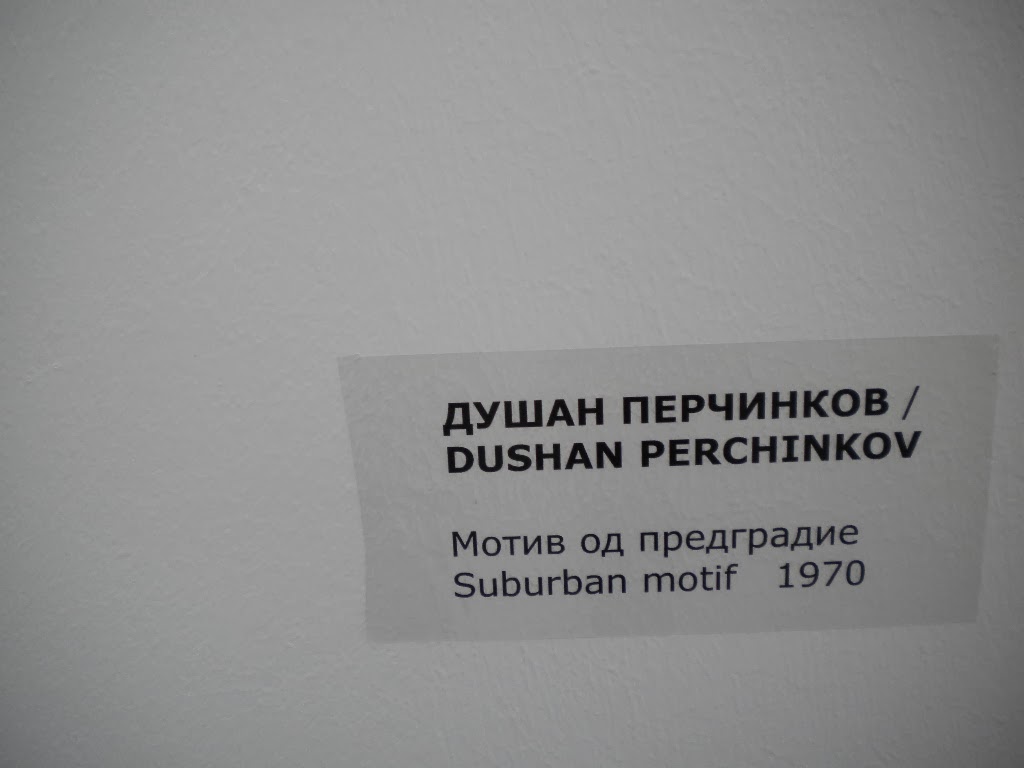 ДУШАН ПЕРЧИНКОВ /
DUSHAN PERCHINKOV
Мотив од предградие
Suburban motif 1970